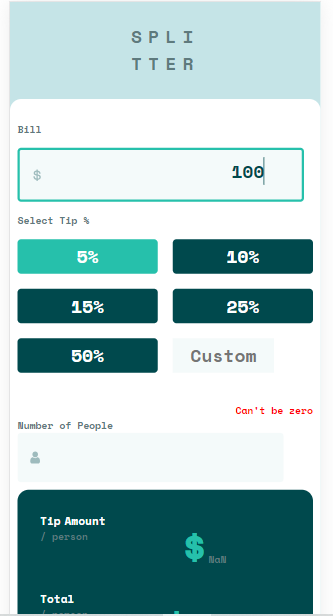 SPLI
TTER
Bill
$ 100
Select Tip %
5% 10%
15% 25%
50% Custom
Can't be zero
Number of People
Tip Amount
/ person
$ NaN
Total
/ person